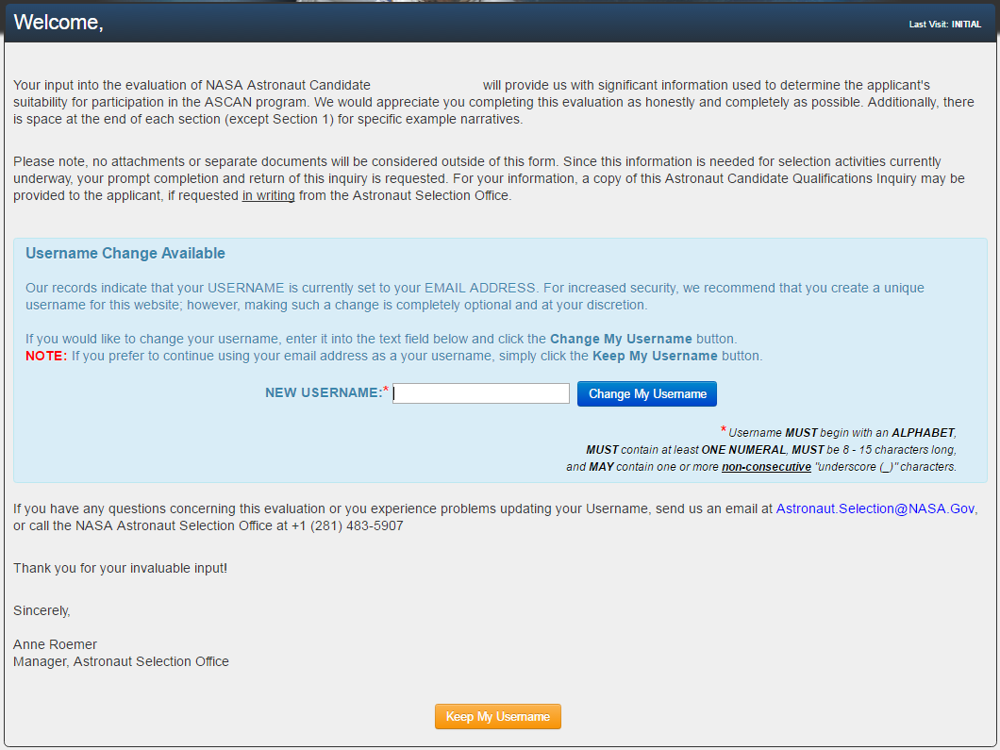 Welcome,
Last Visit: INITIAL
Your input into the evaluation of NASA Astronaut Candidate will provide us with significant information used to determine the applicant's
suitability for participation in the ASCAN program. We would appreciate you completing this evaluation as honestly and completely as possible. Additionally, there
is space at the end of each section (except Section 1) for specific example narratives.
Please note, no attachments or separate documents will be considered outside of this form. Since this information is needed for selection activities currently
underway, your prompt completion and return of this inquiry is requested. For your information, a copy of this Astronaut Candidate Qualifications Inquiry may be
provided to the applicant, if requested in writing from the Astronaut Selection Office.
Username Change Available
Our records indicate that your USERNAME is currently set to your EMAIL ADDRESS. For increased security, we recommend that you create a unique
username for this website; however, making such a change is completely optional and at your discretion.
If you would like to change your username, enter it into the text field below and click the Change My Username button.
NOTE: If you prefer to continue using your email address as a your username, simply click the Keep My Username button.
NEW USERNAME:* Change My Username
* Username MUST begin with an ALPHABET,
MUST contain at least ONE NUMERAL, MUST be 8 - 15 characters long,
and MAY contain one or more non-consecutive "underscore (_)" characters.
If you have any questions concerning this evaluation or you experience problems updating your Username, send us an email at Astronaut.Selection@NASA.Gov,
or call the NASA Astronaut Selection Office at +1 (281) 483-5907
Thank you for your invaluable input!
Sincerely,
Anne Roemer
Manager, Astronaut Selection Office
Keep My Username